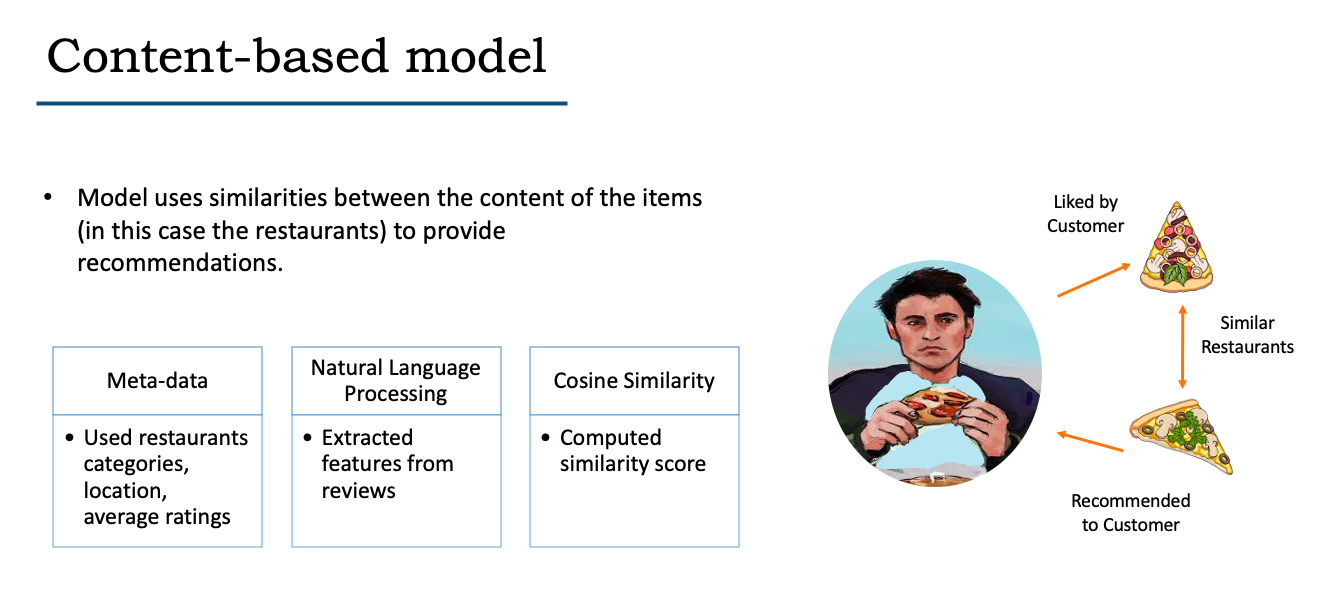 Content-based model
• Model uses similarities between the content of the items
(in this case the restaurants) to provide
recommendations.
Meta-data
• Used restaurants
categories,
location,
average ratings
Natural Language
Processing
• Extracted
features from
reviews
Cosine Similarity
• Computed
similarity score
Liked by
Customer
Similar
Restaurants
Recommended
to Customer